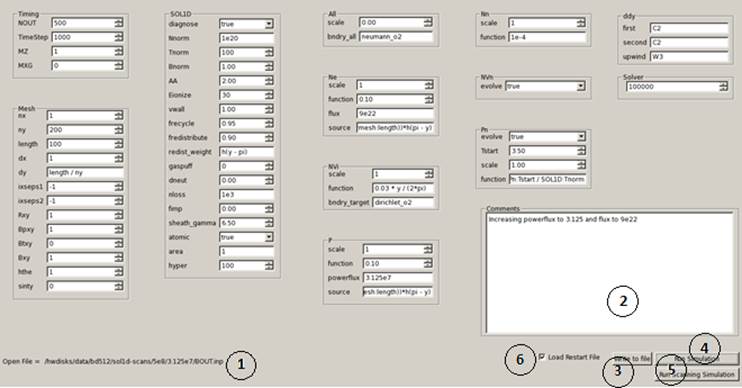 Timing
NOUT 500
TimeStep 1000
MZ 1
MXG 0
Mesh
nx 1
ny 200
length 100
dx 1
dy length / ny
ixseps1 -1
ixseps2 -1
Rxy 1
Bpxy 1
Btxy 0
Bxy 1
hthe 1
sinty 0
SOL1D
diagnose true
Nnorm 1e20
Tnorm 100
Bnorm 1.00
AA 2.00
Eionize 30
vwall 1.00
frecycle 0.95
fredistribute 0.90
redist_weight h(y - pi)
gaspuff 0
dneut 0.00
nloss 1e3
fimp 0.00
sheath_gamma 6.50
atomic true
area 1
hyper 100
All
scale 0.00
bndry_all neumann_o2
Ne
scale 1
function 0.10
flux 9e22
source mesh:length))*h(pi - y)
NVi
scale 1
function 0.03 * y / (2*pi)
bndry_target dirichlet_o2
P
scale 1
function 0.10
powerflux 3.125e7
source esh:length))*h(pi - y)
Nn
scale 1
function 1e-4
NVn
evolve true
Pn
evolve true
Tstart 3.50
scale 1.00
function Tstart / SOL1D:Tnorm
ddy
first C2
second C2
upwind W3
Solver
100000
Comments
Increasing powerflux to 3.125 and flux to 9e22
2
Open File = /hwdisks/data/bd512/sol1d-scans/5e8/3.125e7/BOUT.inp
1
6
Load Restart File
Write to file
3
Run Simulation
4
Run Scanning Simulation
5